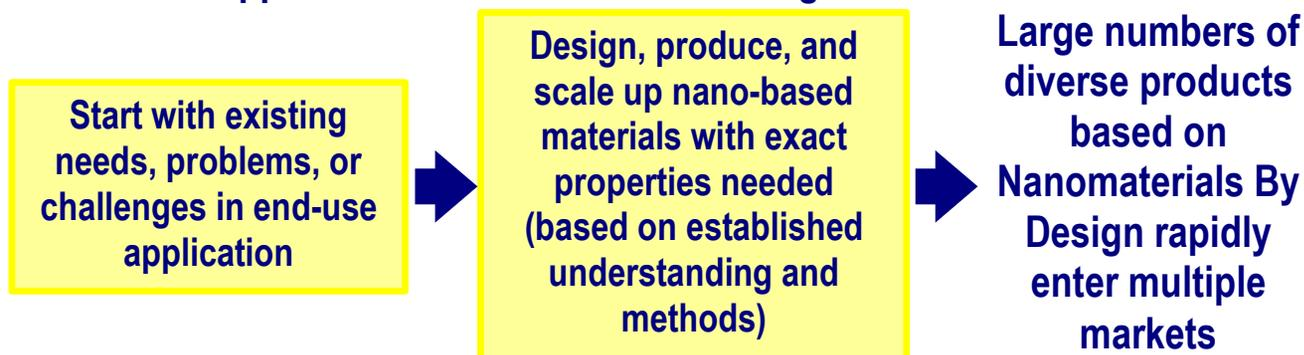 Start with existing
needs, problems, or
challenges in end-use
application
Design, produce, and
scale up nano-based
materials with exact
properties needed
(based on established
understanding and
methods)
Large numbers of
diverse products
based on
Nanomaterials By
Design rapidly
enter multiple
markets